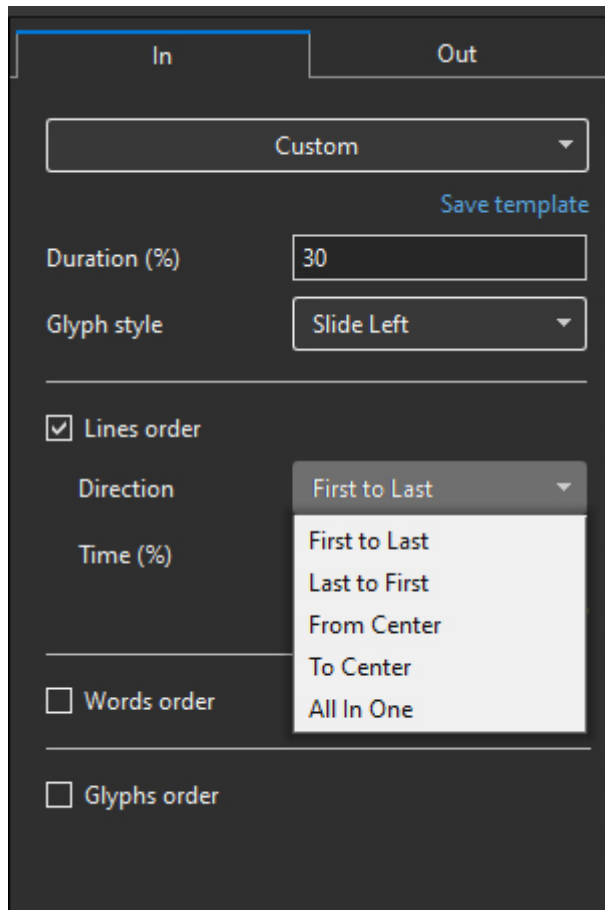 In Out
Custom
Save template
Duration (%) 30
Glyph style Slide Left
Lines order
Direction First to Last
Time (%)
First to Last
Last to First
From Center
To Center
All In One
Words order
Glyphs order